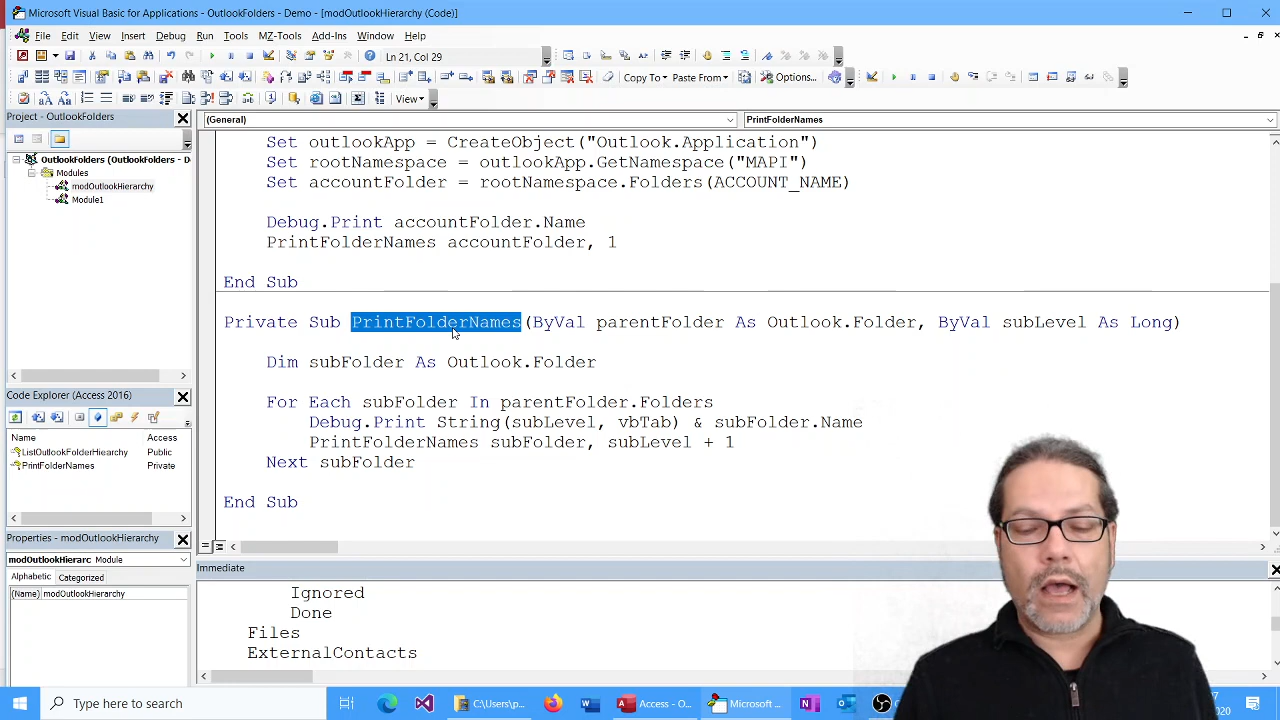 Microsoft Visual Basic for Applications - OutlookFolders - Demo - [modOutlookHierarchy (Code)]
File Edit View Insert Debug Run Tools MZ-Tools Add-Ins Window Help
Ln 21, Col 29
Copy To Paste From Options...
View
Project - OutlookFolders
OutlookFolders (OutlookFolders - D
Modules
modOutlookHierarchy
Module1
Code Explorer (Access 2016)
Name Access
ListOutlookFolderHierarchy Public
PrintFolderNames Private
Properties - modOutlookHierarchy
modOutlookHierarc Module
Alphabetic Categorized
(Name) modOutlookHierarchy
(General) PrintFolderNames
Set outlookApp = CreateObject("Outlook.Application")
Set rootNamespace = outlookApp.GetNamespace("MAPI")
Set accountFolder = rootNamespace.Folders(ACCOUNT_NAME)
Debug.Print accountFolder.Name
PrintFolderNames accountFolder, 1
End Sub
Private Sub PrintFolderNames(ByVal parentFolder As Outlook.Folder, ByVal subLevel As Long)
Dim subFolder As Outlook.Folder
For Each subFolder In parentFolder.Folders
Debug.Print String(subLevel, vbTab) & subFolder.Name
PrintFolderNames subFolder, subLevel + 1
Next subFolder
End Sub
Immediate
Ignored
Done
Files
ExternalContacts
Type here to search
C:\Users\p...
Access - O...
Microsoft ...